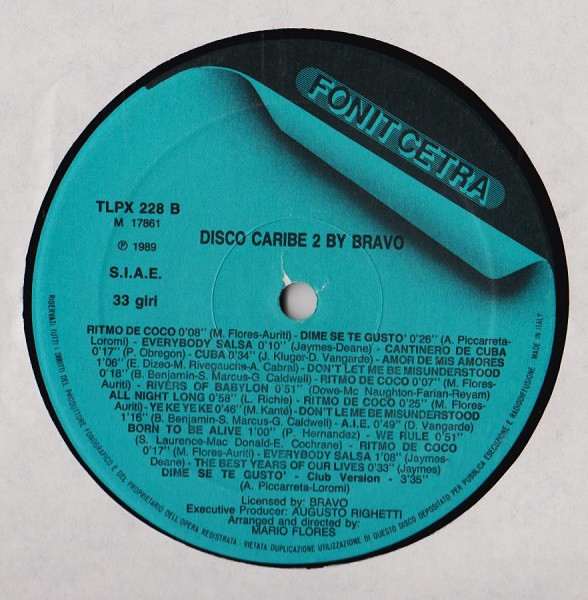 FONIT CETRA
TLPX 228 B
M 17861
℗ 1989
S.I.A.E.
33 giri
DISCO CARIBE 2 BY BRAVO
RITMO DE COCO 0'08" (M. Flores-Auriti) - DIME SE TE GUSTO' 0'26" (A. Piccarreta-
Loromi) - EVERYBODY SALSA 1'10" (Jaymes-Deane) - CANTINERO DE CUBA
0'17" (P. Obregon) - CUBA 0'34" (J. Kluger-D. Vangarde) - AMOR DE MIS AMORES
1'06" (E. Dizeo-M. Rivegauchs-A. Cabral) - DON'T LET ME BE MISUNDERSTOOD
0'18" (B. Benjamin-S. Marcus-G. Caldwell) - RITMO DE COCO 0'07" (M. Flores-
Auriti) - RIVERS OF BABYLON 0'51" (Dowe-Mc Naughton-Farian-Reyam)
ALL NIGHT LONG 0'58" (L. Richie) - RITMO DE COCO 0'25" (M. Flores-
Auriti) - YE KE YE KE 0'46" (M. Kanté) - DON'T LE ME BE MISUNDERSTOOD
1'16" (B. Benjamin-S. Marcus-G. Caldwell) - A.I.E. 0'49" (D. Vangarde)
BORN TO BE ALIVE 1'00" (P. Hernandez) - WE RULE 0'51"
(S. Laurence-Mac Donald-E. Cochrane) - RITMO DE COCO
0'17" (M. Flores-Auriti) - EVERYBODY SALSA 1'08" (Jaymes-
Deane) - THE BEST YEARS OF OUR LIVES 0'33" (Jaymes)
DIME SE TE GUSTO' - Club Version - 3'35"
(A. Piccarreta-Loromi)
Licensed by: BRAVO
Executive Producer: AUGUSTO RIGHETTI
Arranged and directed by:
MARIO FLORES
RISERVATI TUTTI I DIRITTI DEL PRODUTTORE FONOGRAFICO E DEL PROPRIETARIO DELL'OPERA REGISTRATA - VIETATA DUPLICAZIONE UTILIZZAZIONE DI QUESTO DISCO DEPOSITATO PER PUBBLICA ESECUZIONE E RADIODIFFUSIONE. MADE IN ITALY